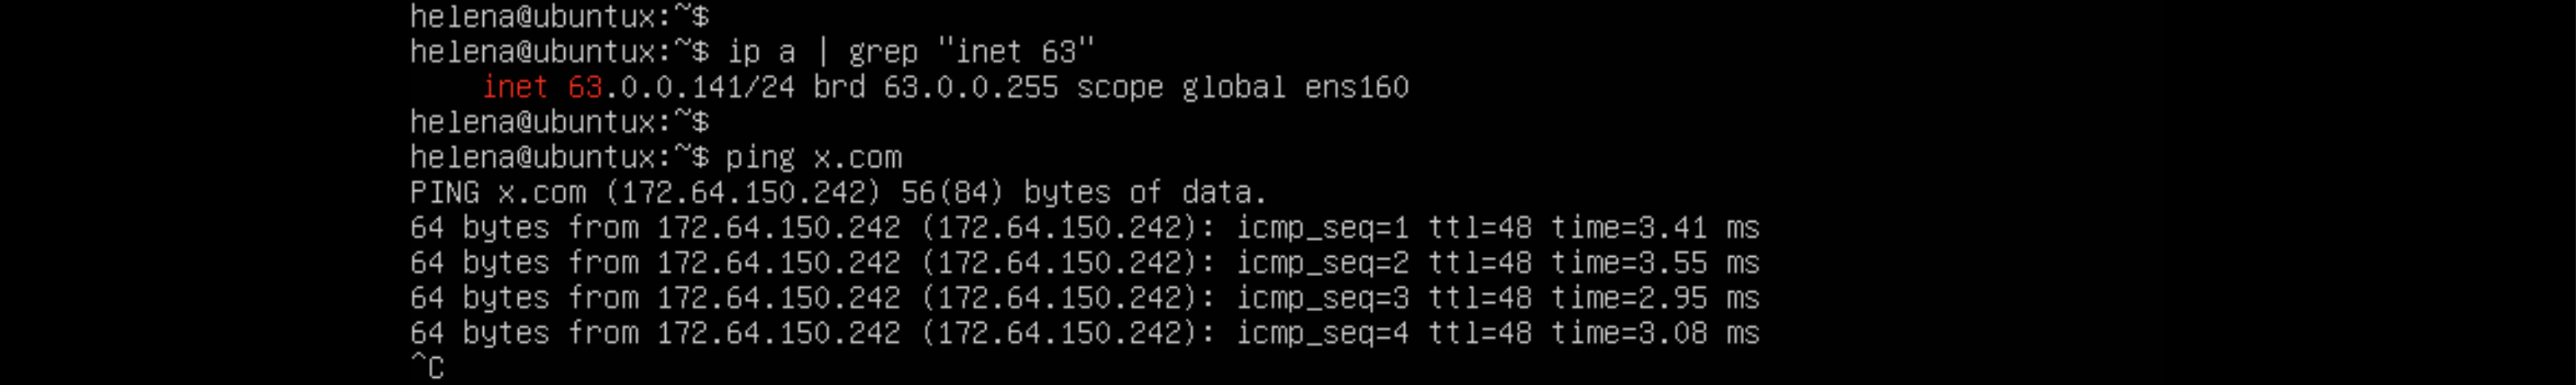 helena@ubuntux:~$
helena@ubuntux:~$ ip a | grep "inet 63"
    inet 63.0.0.141/24 brd 63.0.0.255 scope global ens160
helena@ubuntux:~$
helena@ubuntux:~$ ping x.com
PING x.com (172.64.150.242) 56(84) bytes of data.
64 bytes from 172.64.150.242 (172.64.150.242): icmp_seq=1 ttl=48 time=3.41 ms
64 bytes from 172.64.150.242 (172.64.150.242): icmp_seq=2 ttl=48 time=3.55 ms
64 bytes from 172.64.150.242 (172.64.150.242): icmp_seq=3 ttl=48 time=2.95 ms
64 bytes from 172.64.150.242 (172.64.150.242): icmp_seq=4 ttl=48 time=3.08 ms
^C